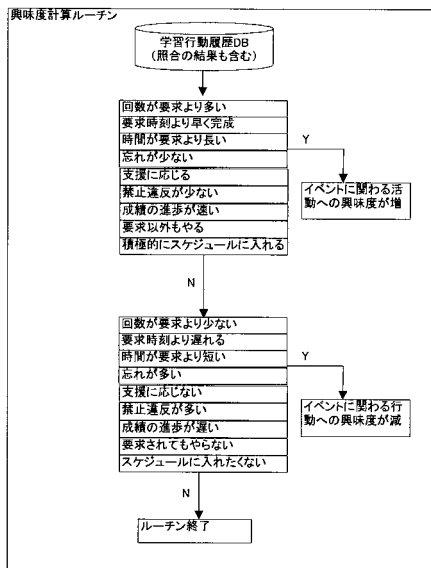 興味度計算ルーチン
学習行動履歴DB
(照合の結果も含む)
回数が要求より多い
要求時刻より早く完成
時間が要求より長い
忘れが少ない
支援に応じる
禁止違反が少ない
成績の進歩が速い
要求以外もやる
積極的にスケジュールに入れる
Y
イベントに関わる活
動への興味度が増
N
回数が要求より少ない
要求時刻より遅れる
時間が要求より短い
忘れが多い
支援に応じない
禁止違反が多い
成績の進歩が遅い
要求されてもやらない
スケジュールに入れたくない
Y
イベントに関わる行
動への興味度が減
N
ルーチン終了